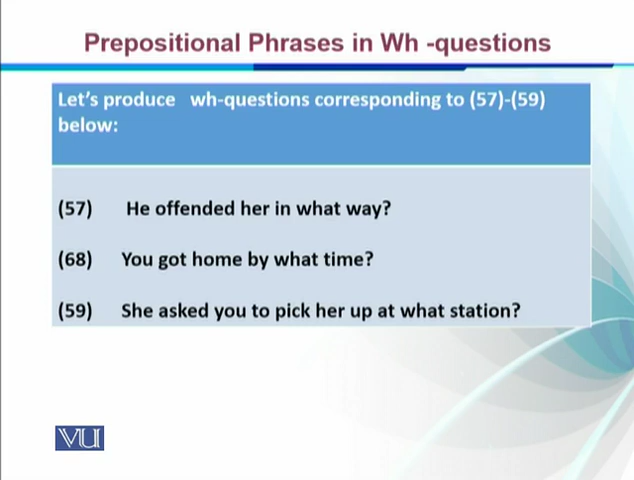 Prepositional Phrases in Wh -questions
Let's produce wh-questions corresponding to (57)-(59)
below:
(57) He offended her in what way?
(68) You got home by what time?
(59) She asked you to pick her up at what station?
VU